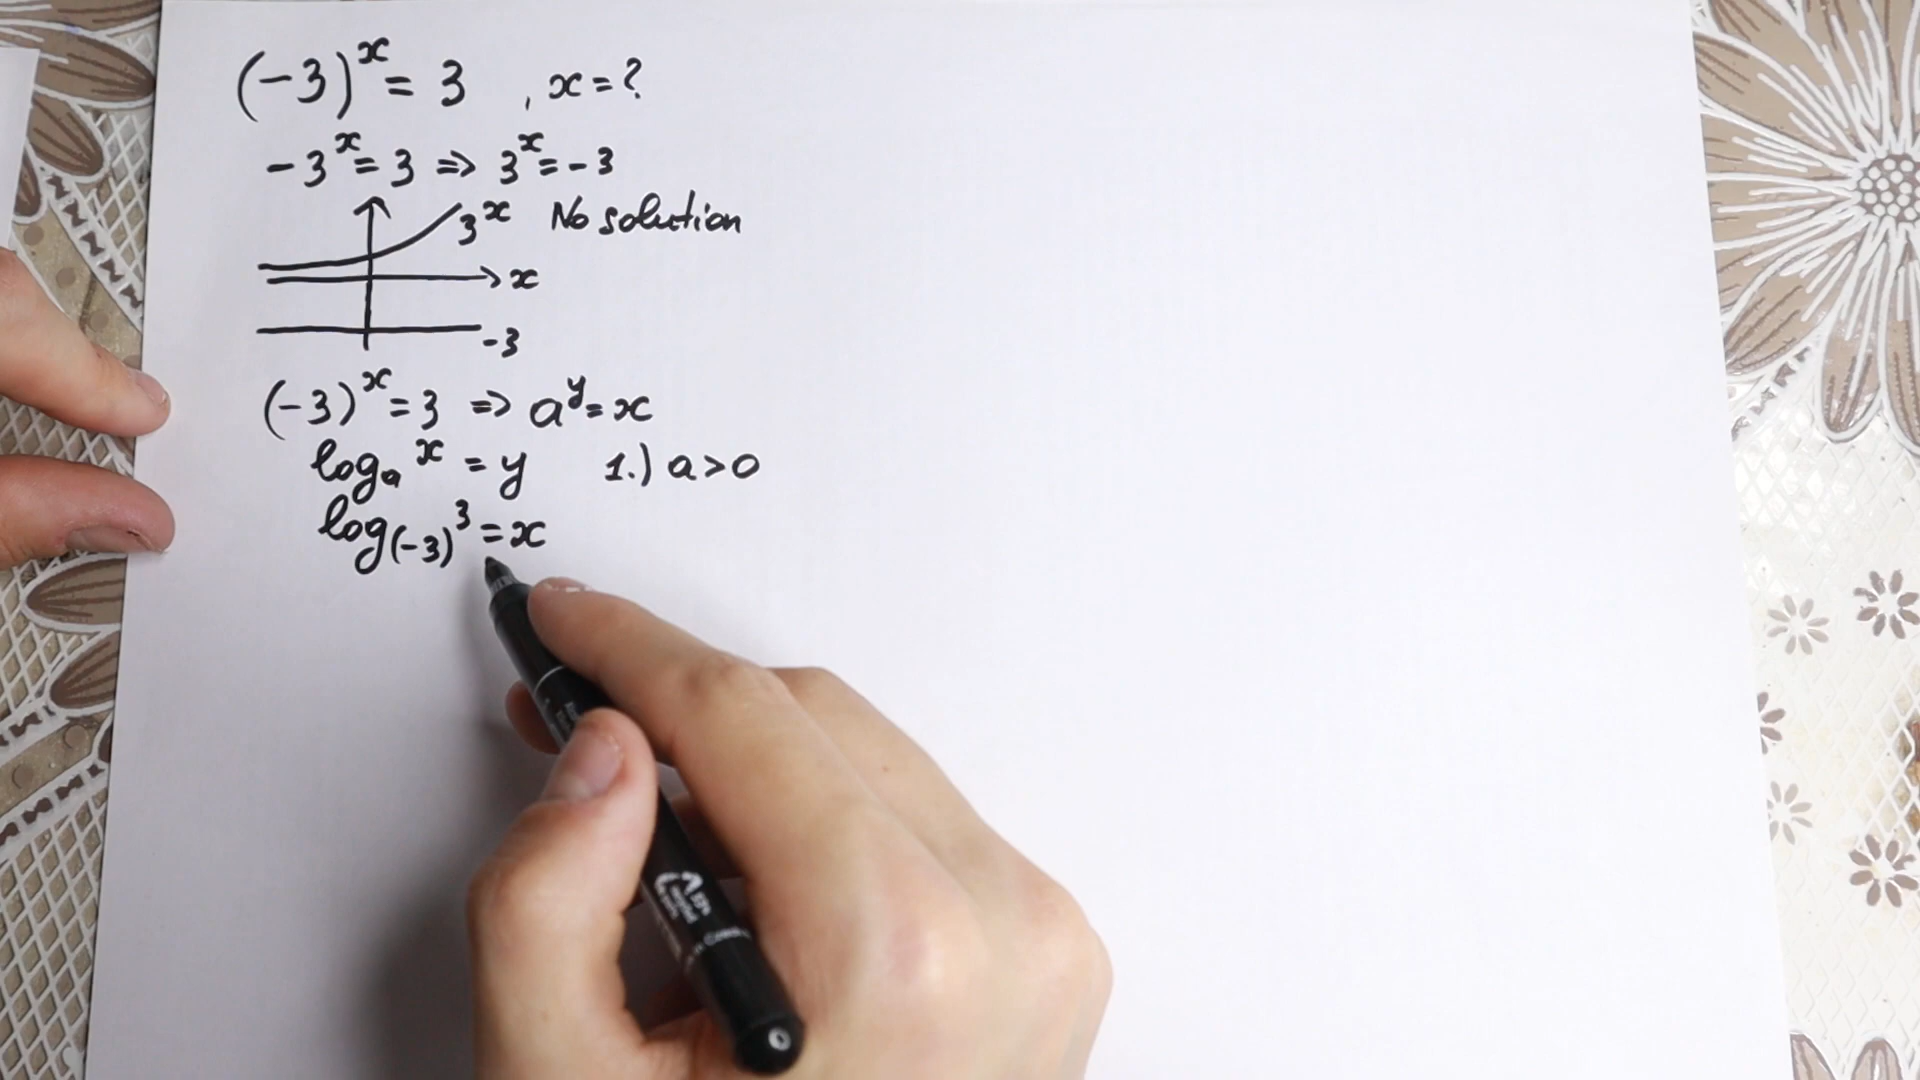 (-3)^x = 3 , x = ?
-3^x = 3 => 3^x = -3
3^x No solution
x
-3
(-3)^x = 3 => a^y = x
log_a x = y 1.) a > 0
log_(-3) 3 = x